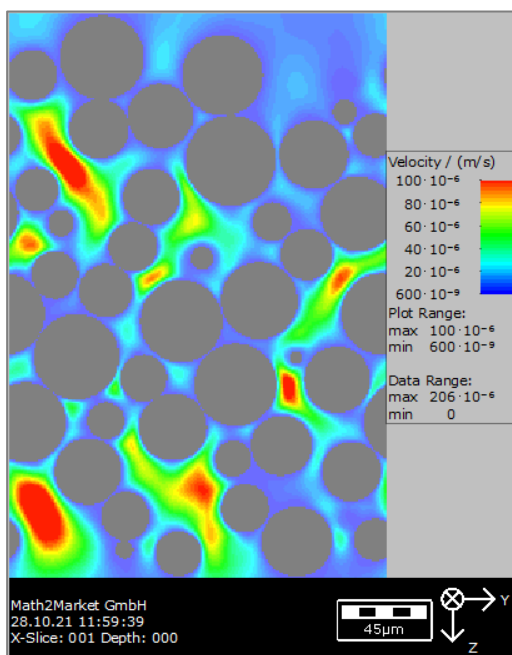 Velocity / (m/s)
100·10⁻⁶
80·10⁻⁶
60·10⁻⁶
40·10⁻⁶
20·10⁻⁶
600·10⁻⁹
Plot Range:
max 100·10⁻⁶
min 600·10⁻⁹
Data Range:
max 206·10⁻⁶
min 0
Math2Market GmbH
28.10.21 11:59:39
X-Slice: 001 Depth: 000
45µm
Y
Z